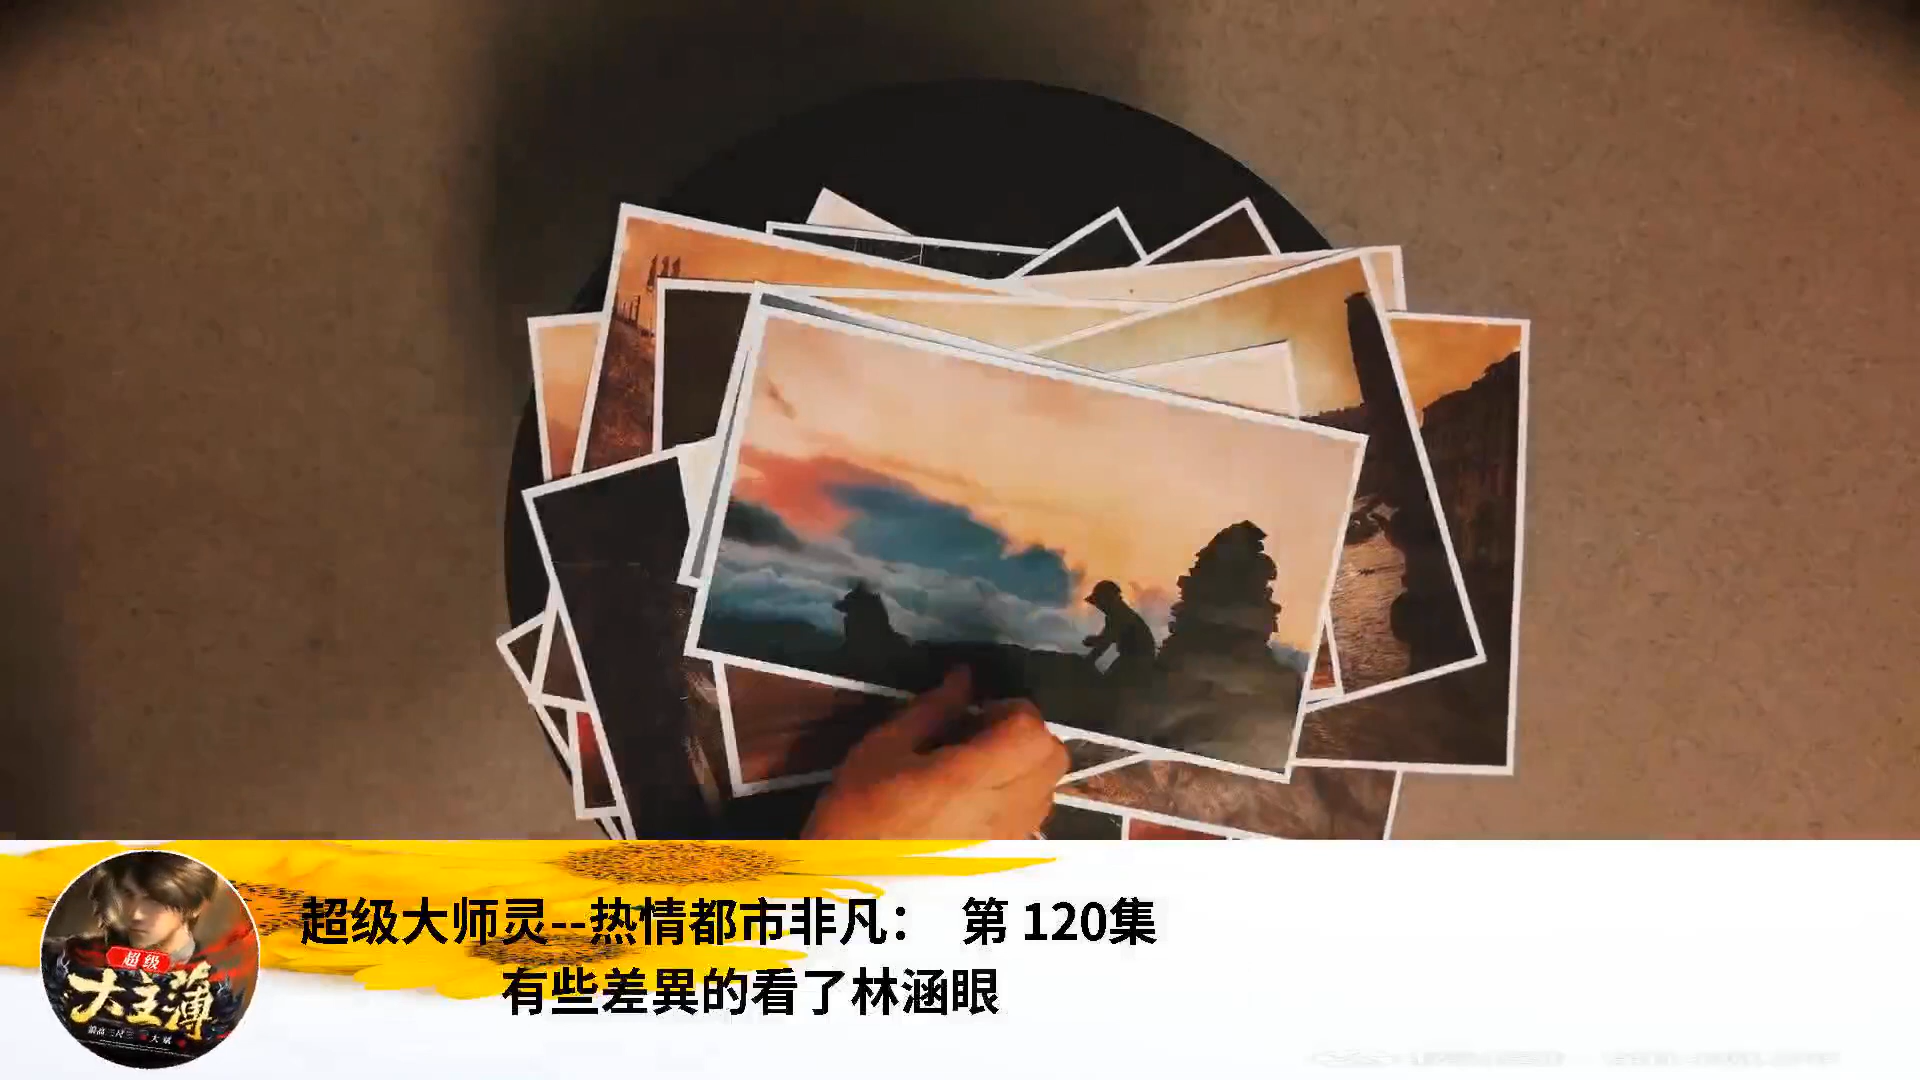 超级大师灵--热情都市非凡： 第 120集
有些差異的看了林涵眼
超级
大主薄